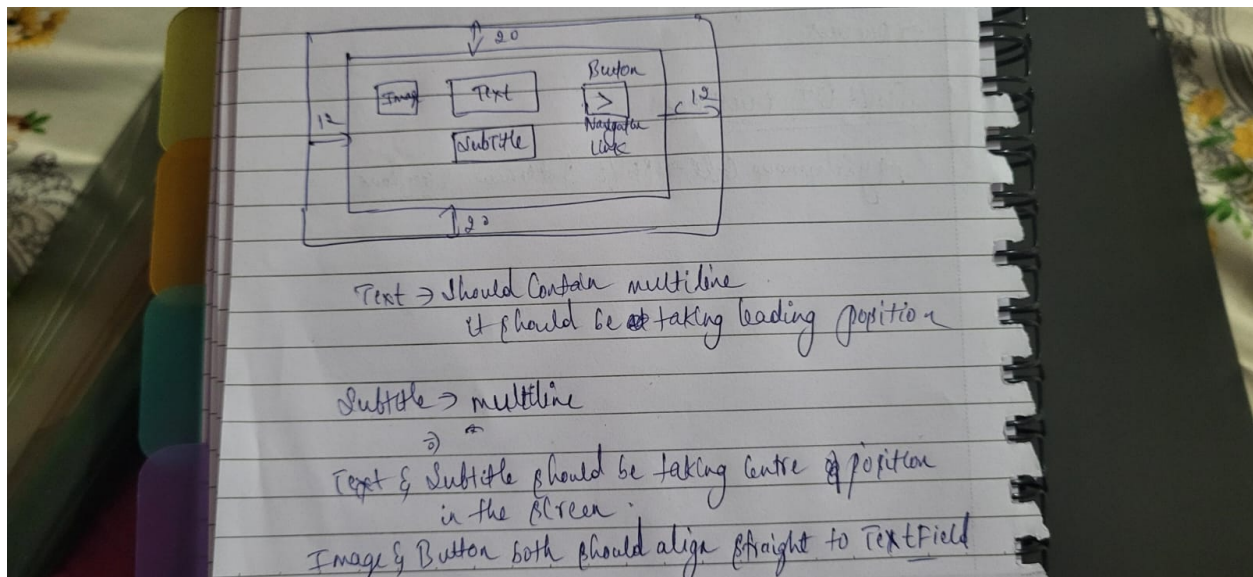 20
Image
Text
Button
>
12
12
Subtitle
Navigation
Link
20
Text → Should Contain multiline
it should be taking leading position
Subtitle → multiline
Text & Subtitle should be taking centre of position
in the screen.
Image & Button both should align straight to TextField